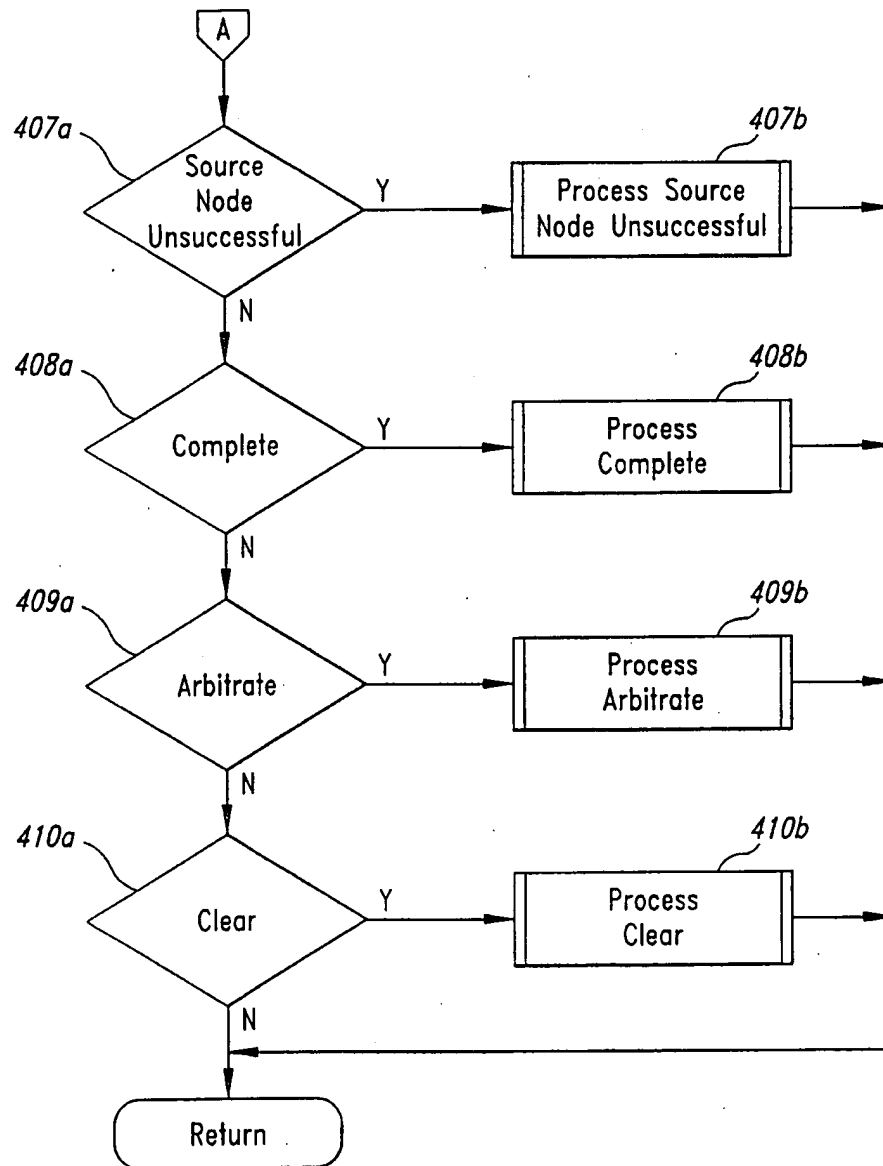 A
407a
Source
Node
Unsuccessful
Y
407b
Process Source
Node Unsuccessful
N
408a
Complete
Y
408b
Process
Complete
N
409a
Arbitrate
Y
409b
Process
Arbitrate
N
410a
Clear
Y
410b
Process
Clear
N
Return